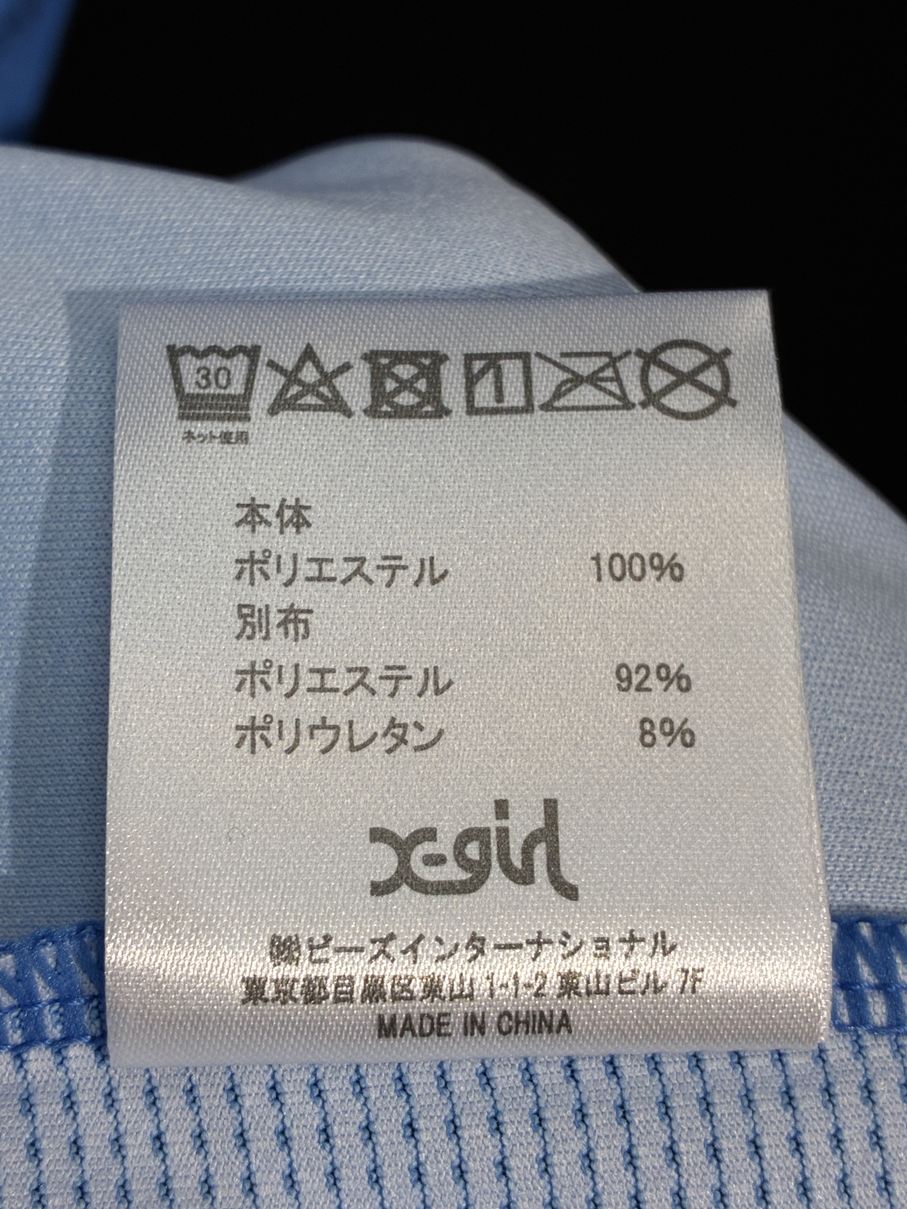 30
ネット使用
本体
ポリエステル 100%
別布
ポリエステル 92%
ポリウレタン 8%
X-girl
㈱ビーズインターナショナル
東京都目黒区東山 1-1-2 東山ビル 7F
MADE IN CHINA